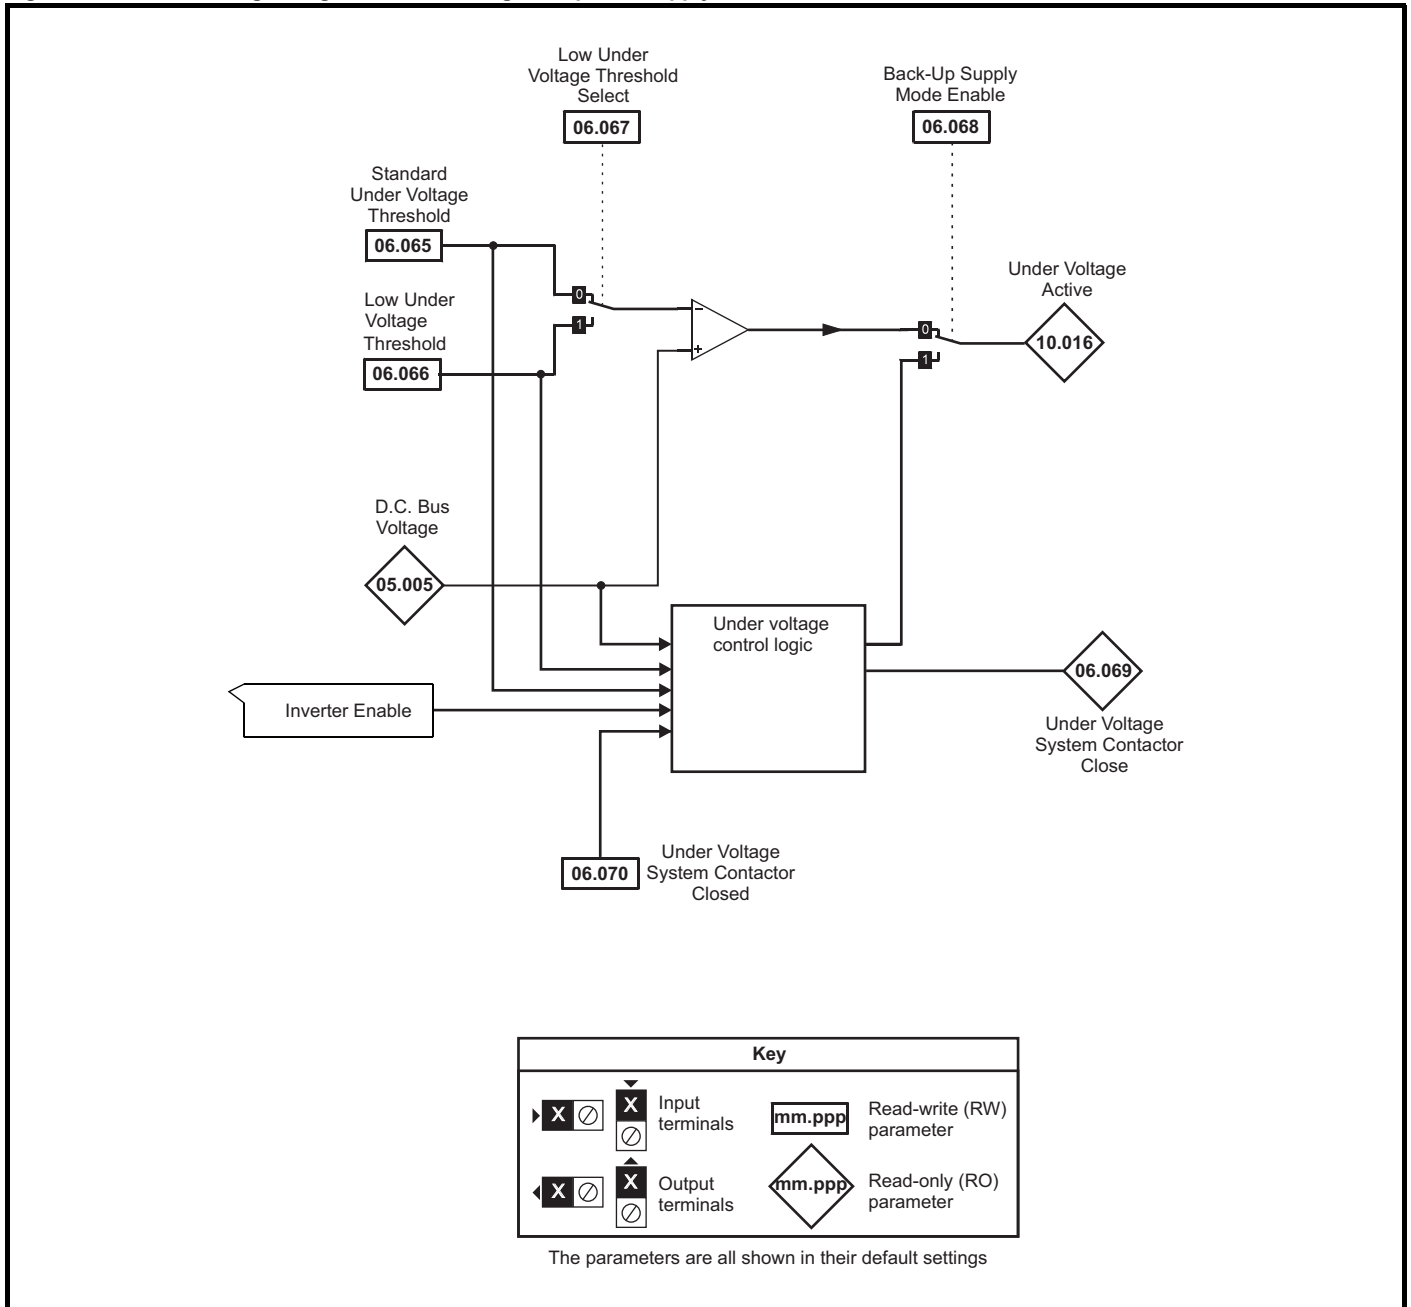 Low Under
Voltage Threshold
Select
06.067
Back-Up Supply
Mode Enable
06.068
Standard
Under Voltage
Threshold
06.065
Low Under
Voltage
Threshold
06.066
0
1
−
+
0
1
Under Voltage
Active
10.016
D.C. Bus
Voltage
05.005
Under voltage
control logic
Inverter Enable
06.069
Under Voltage
System Contactor
Close
06.070
Under Voltage
System Contactor
Closed
Key
X
X
Input
terminals
mm.ppp
Read-write (RW)
parameter
X
X
Output
terminals
mm.ppp
Read-only (RO)
parameter
The parameters are all shown in their default settings